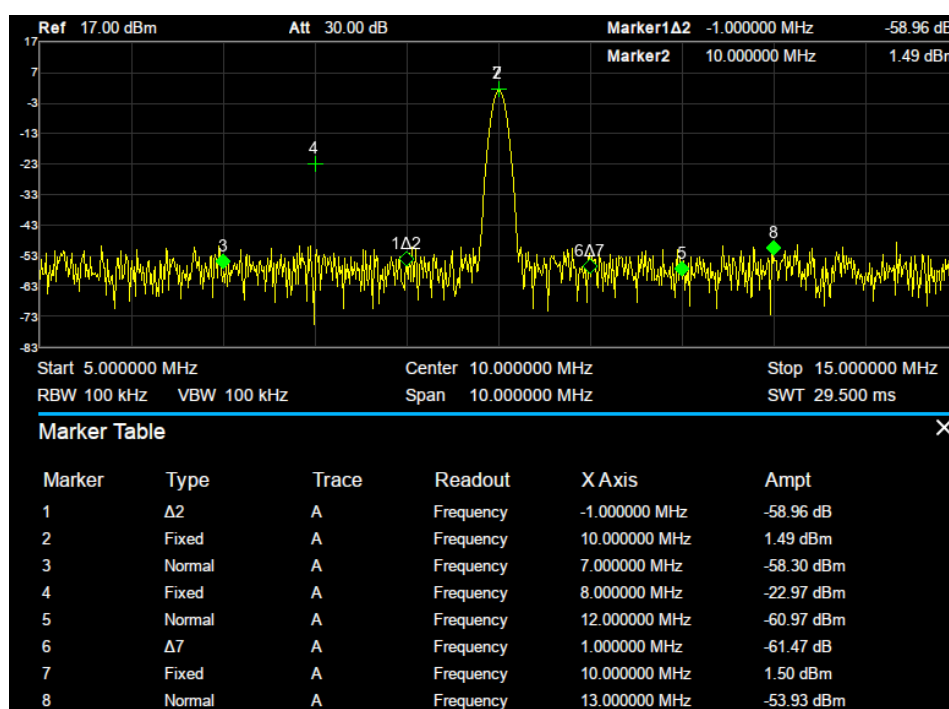 Ref 17.00 dBm Att 30.00 dB Marker1Δ2 -1.000000 MHz -58.96 dB
17
Marker2 10.000000 MHz 1.49 dBm
7
-3
-13
4
-23
-33
-43
3 1Δ2 6Δ7 5 8
-53
-63
-73
-83
Start 5.000000 MHz Center 10.000000 MHz Stop 15.000000 MHz
RBW 100 kHz VBW 100 kHz Span 10.000000 MHz SWT 29.500 ms
Marker Table ×
Marker Type Trace Readout X Axis Ampt
1 Δ2 A Frequency -1.000000 MHz -58.96 dB
2 Fixed A Frequency 10.000000 MHz 1.49 dBm
3 Normal A Frequency 7.000000 MHz -58.30 dBm
4 Fixed A Frequency 8.000000 MHz -22.97 dBm
5 Normal A Frequency 12.000000 MHz -60.97 dBm
6 Δ7 A Frequency 1.000000 MHz -61.47 dB
7 Fixed A Frequency 10.000000 MHz 1.50 dBm
8 Normal A Frequency 13.000000 MHz -53.93 dBm